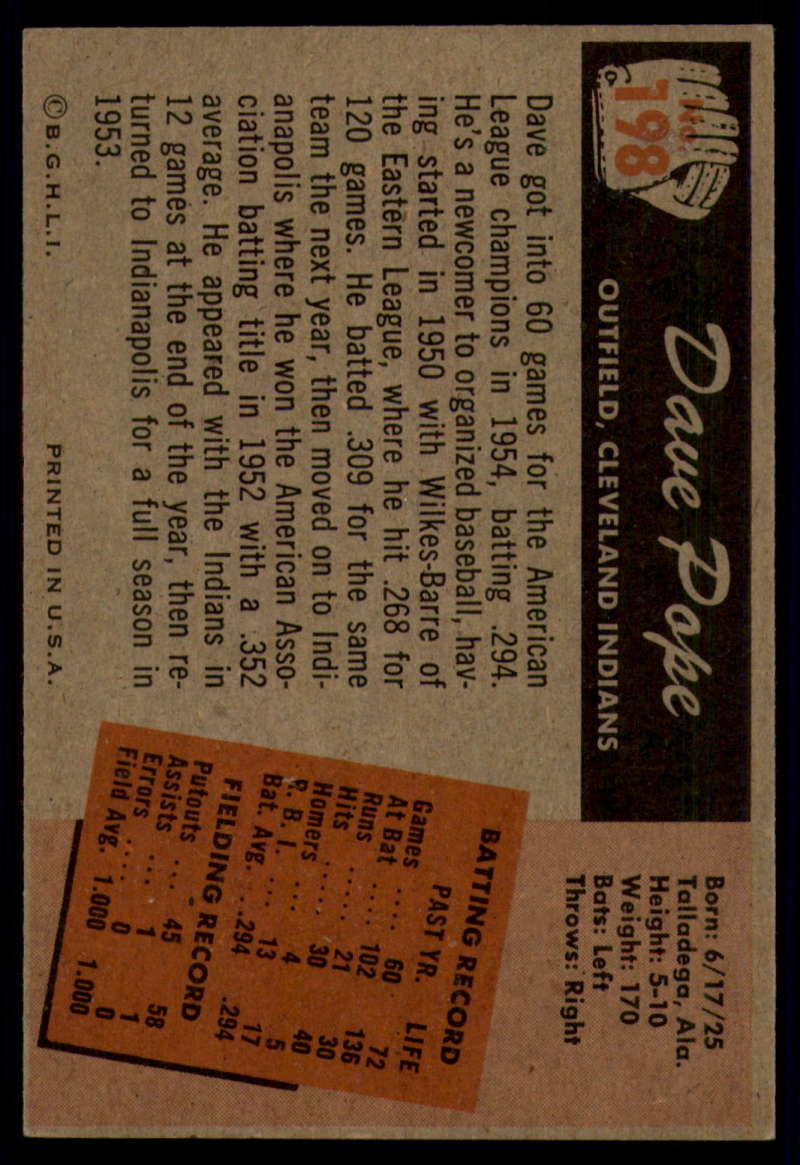 No.
198
Dave Pope
OUTFIELD, CLEVELAND INDIANS
Born: 6/17/25
Talladega, Ala.
Height: 5-10
Weight: 170
Bats: Left
Throws: Right
Dave got into 60 games for the American
League champions in 1954, batting .294.
He's a newcomer to organized baseball, hav-
ing started in 1950 with Wilkes-Barre of
the Eastern League, where he hit .268 for
120 games. He batted .309 for the same
team the next year, then moved on to Indi-
anapolis where he won the American Asso-
ciation batting title in 1952 with a .352
average. He appeared with the Indians in
12 games at the end of the year, then re-
turned to Indianapolis for a full season in
1953.
BATTING RECORD
PAST YR. LIFE
Games .... 60 72
At Bat .... 102 136
Runs ..... 21 30
Hits ..... 30 40
Homers ... 4 5
R. B. I. ... 13 17
Bat. Avg. .. .294 .294
FIELDING RECORD
Putouts ... 45 58
Assists ... 1 1
Errors .... 0 0
Field Avg. 1.000 1.000
© B.G.H.L.I. PRINTED IN U.S.A.